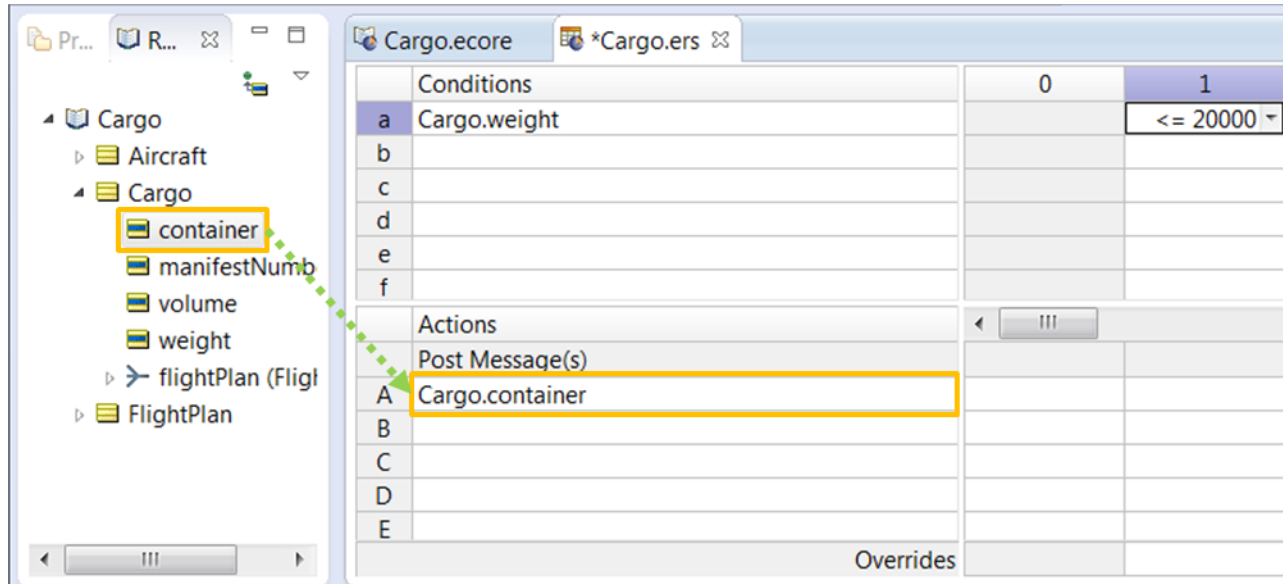 Pr... R...
Cargo
Aircraft
Cargo
container
manifestNumb
volume
weight
flightPlan (Fligh
FlightPlan
Cargo.ecore *Cargo.ers
Conditions 0 1
a Cargo.weight <= 20000
b
c
d
e
f
Actions
Post Message(s)
A Cargo.container
B
C
D
E
Overrides